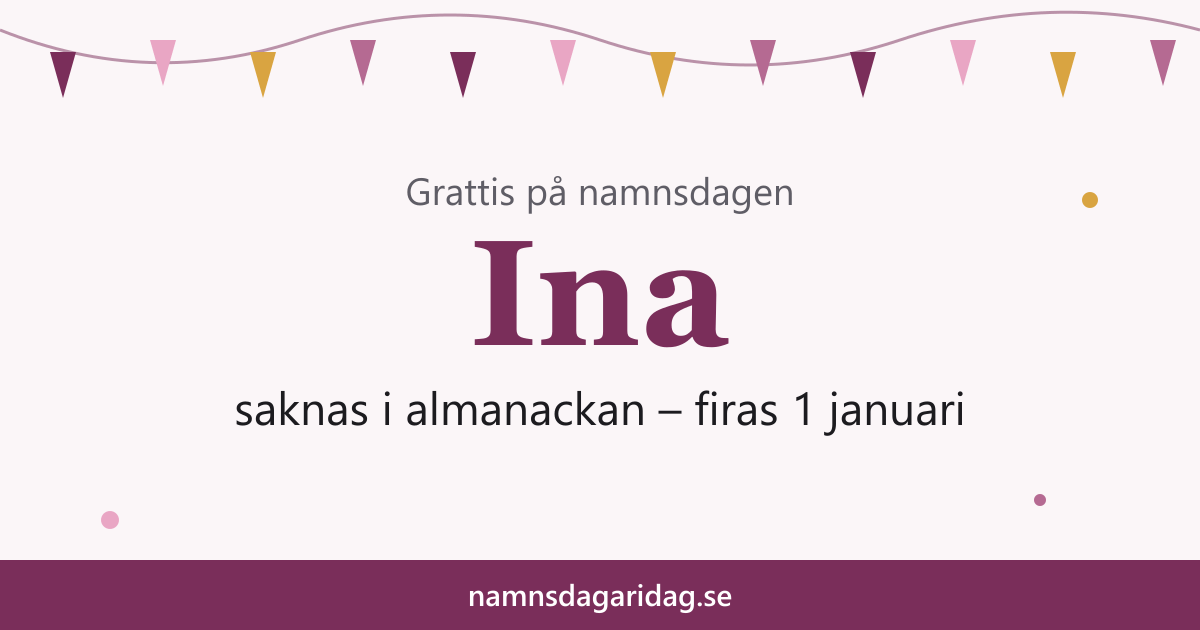 Grattis på namnsdagen
Ina
saknas i almanackan – firas 1 januari
namnsdagaridag.se